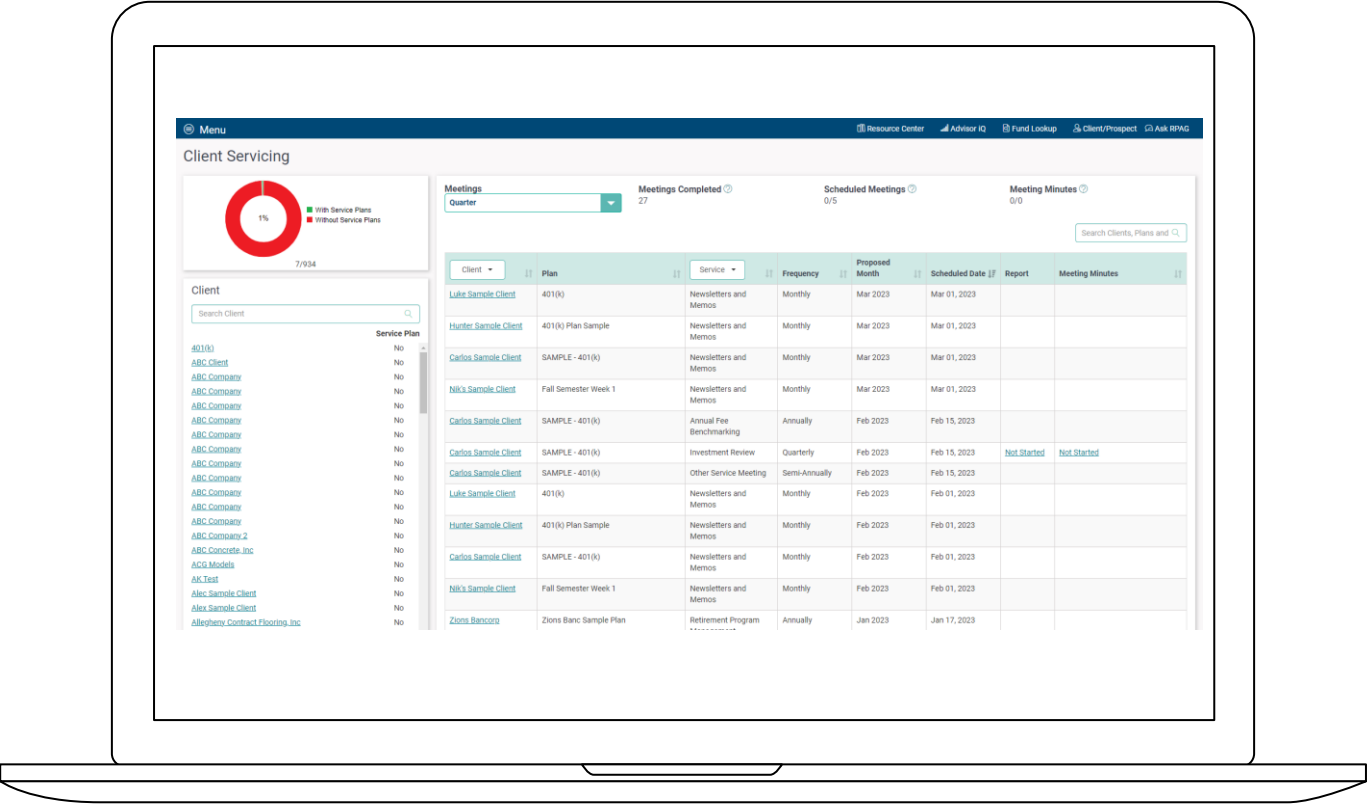 Menu
Resource Center Advisor iQ Fund Lookup Client/Prospect Ask RPAG
Client Servicing
1%
With Service Plans
Without Service Plans
7/934
Client
Search Client
Service Plan
401(k) No
ABC Client No
ABC Company No
ABC Company No
ABC Company No
ABC Company No
ABC Company No
ABC Company No
ABC Company No
ABC Company No
ABC Company No
ABC Company No
ABC Company No
ABC Company 2 No
ABC Concrete, Inc No
ACG Models No
AK Test No
Alec Sample Client No
Alex Sample Client No
Allegheny Contract Flooring, Inc No
Meetings
Quarter
Meetings Completed
27
Scheduled Meetings
0/5
Meeting Minutes
0/0
Search Clients, Plans and
Client Plan Service Frequency Proposed Month Scheduled Date Report Meeting Minutes
Luke Sample Client 401(k) Newsletters and Memos Monthly Mar 2023 Mar 01, 2023
Hunter Sample Client 401(k) Plan Sample Newsletters and Memos Monthly Mar 2023 Mar 01, 2023
Carlos Sample Client SAMPLE - 401(k) Newsletters and Memos Monthly Mar 2023 Mar 01, 2023
Nik's Sample Client Fall Semester Week 1 Newsletters and Memos Monthly Mar 2023 Mar 01, 2023
Carlos Sample Client SAMPLE - 401(k) Annual Fee Benchmarking Annually Feb 2023 Feb 15, 2023
Carlos Sample Client SAMPLE - 401(k) Investment Review Quarterly Feb 2023 Feb 15, 2023 Not Started Not Started
Carlos Sample Client SAMPLE - 401(k) Other Service Meeting Semi-Annually Feb 2023 Feb 15, 2023
Luke Sample Client 401(k) Newsletters and Memos Monthly Feb 2023 Feb 01, 2023
Hunter Sample Client 401(k) Plan Sample Newsletters and Memos Monthly Feb 2023 Feb 01, 2023
Carlos Sample Client SAMPLE - 401(k) Newsletters and Memos Monthly Feb 2023 Feb 01, 2023
Nik's Sample Client Fall Semester Week 1 Newsletters and Memos Monthly Feb 2023 Feb 01, 2023
Zions Bancorp Zions Banc Sample Plan Retirement Program Annually Jan 2023 Jan 17, 2023